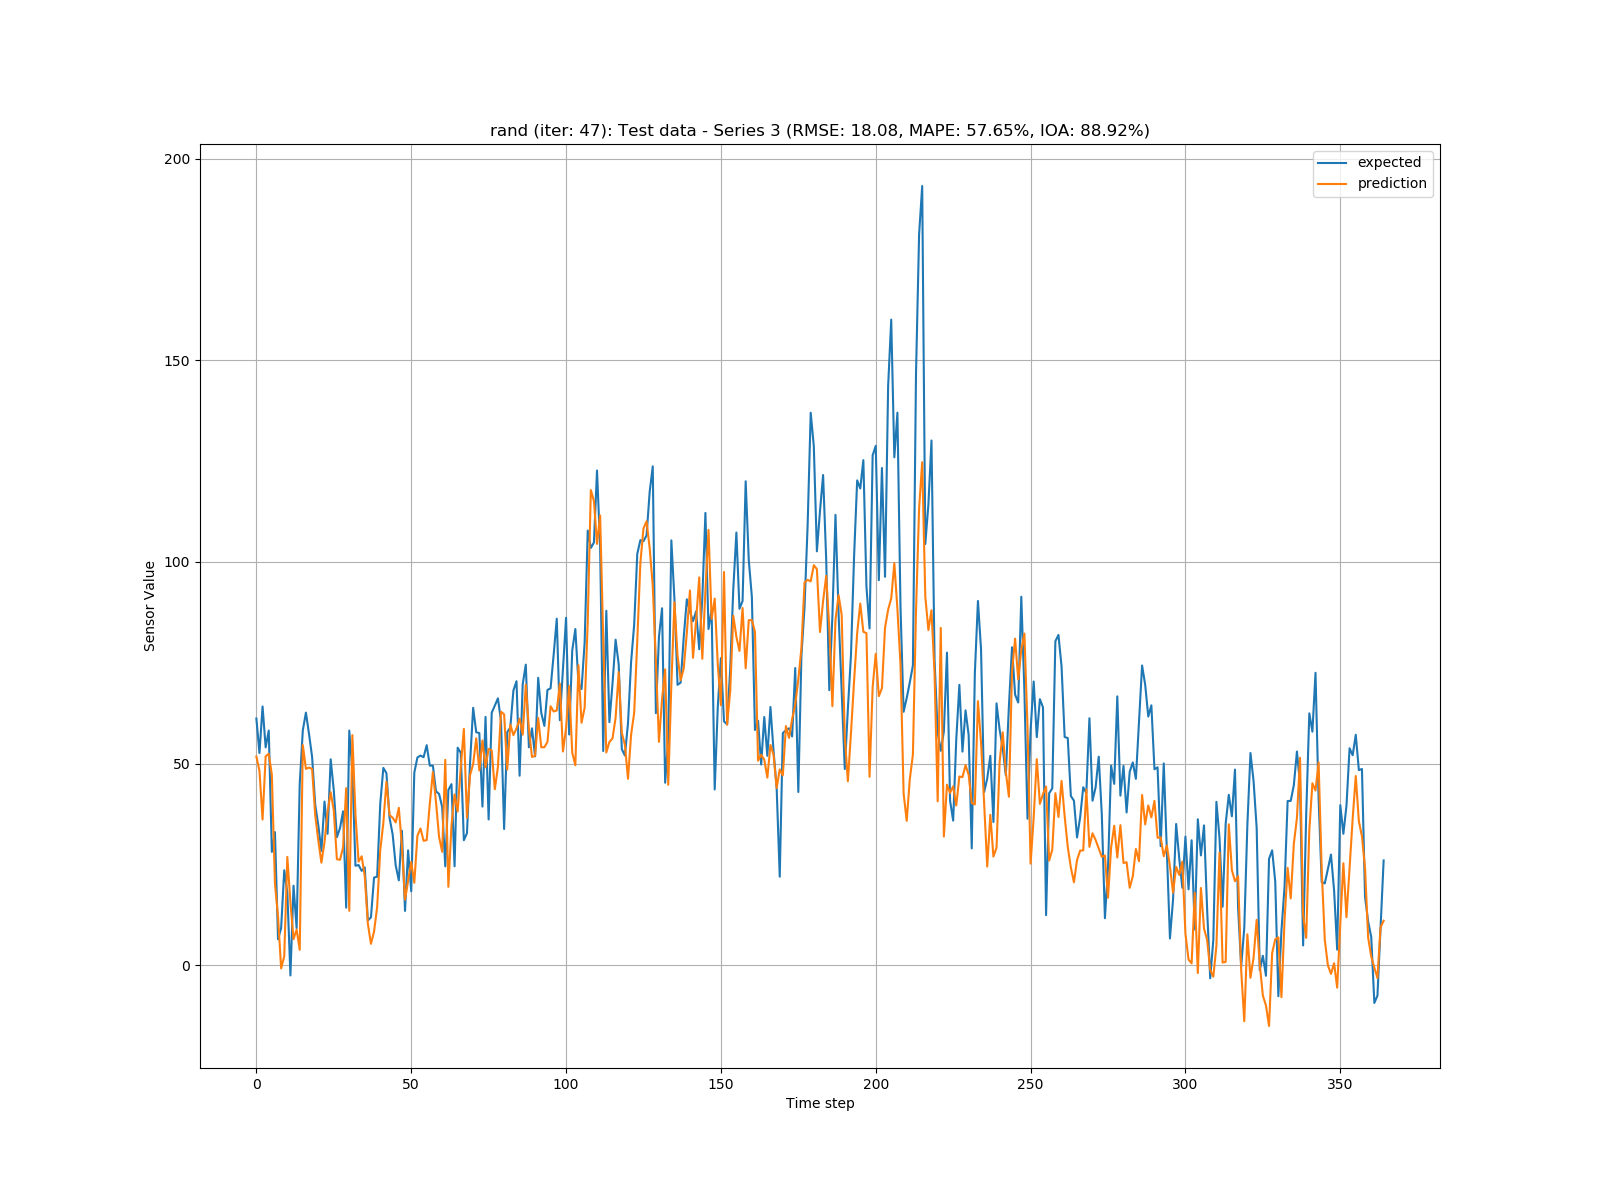 rand (iter: 47): Test data - Series 3 (RMSE: 18.08, MAPE: 57.65%, IOA: 88.92%)
expected
prediction
200
150
100
50
0
Sensor Value
0 50 100 150 200 250 300 350
Time step